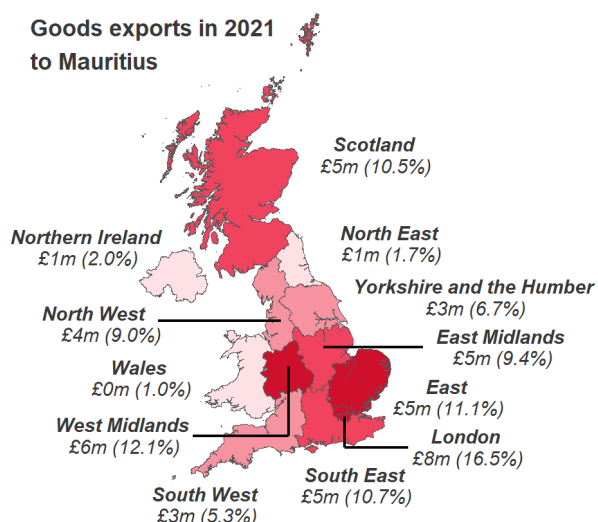 Goods exports in 2021
to Mauritius
Scotland
£5m (10.5%)
Northern Ireland
£1m (2.0%)
North East
£1m (1.7%)
Yorkshire and the Humber
£3m (6.7%)
North West
£4m (9.0%)
East Midlands
£5m (9.4%)
Wales
£0m (1.0%)
East
£5m (11.1%)
West Midlands
£6m (12.1%)
London
£8m (16.5%)
South East
£5m (10.7%)
South West
£3m (5.3%)